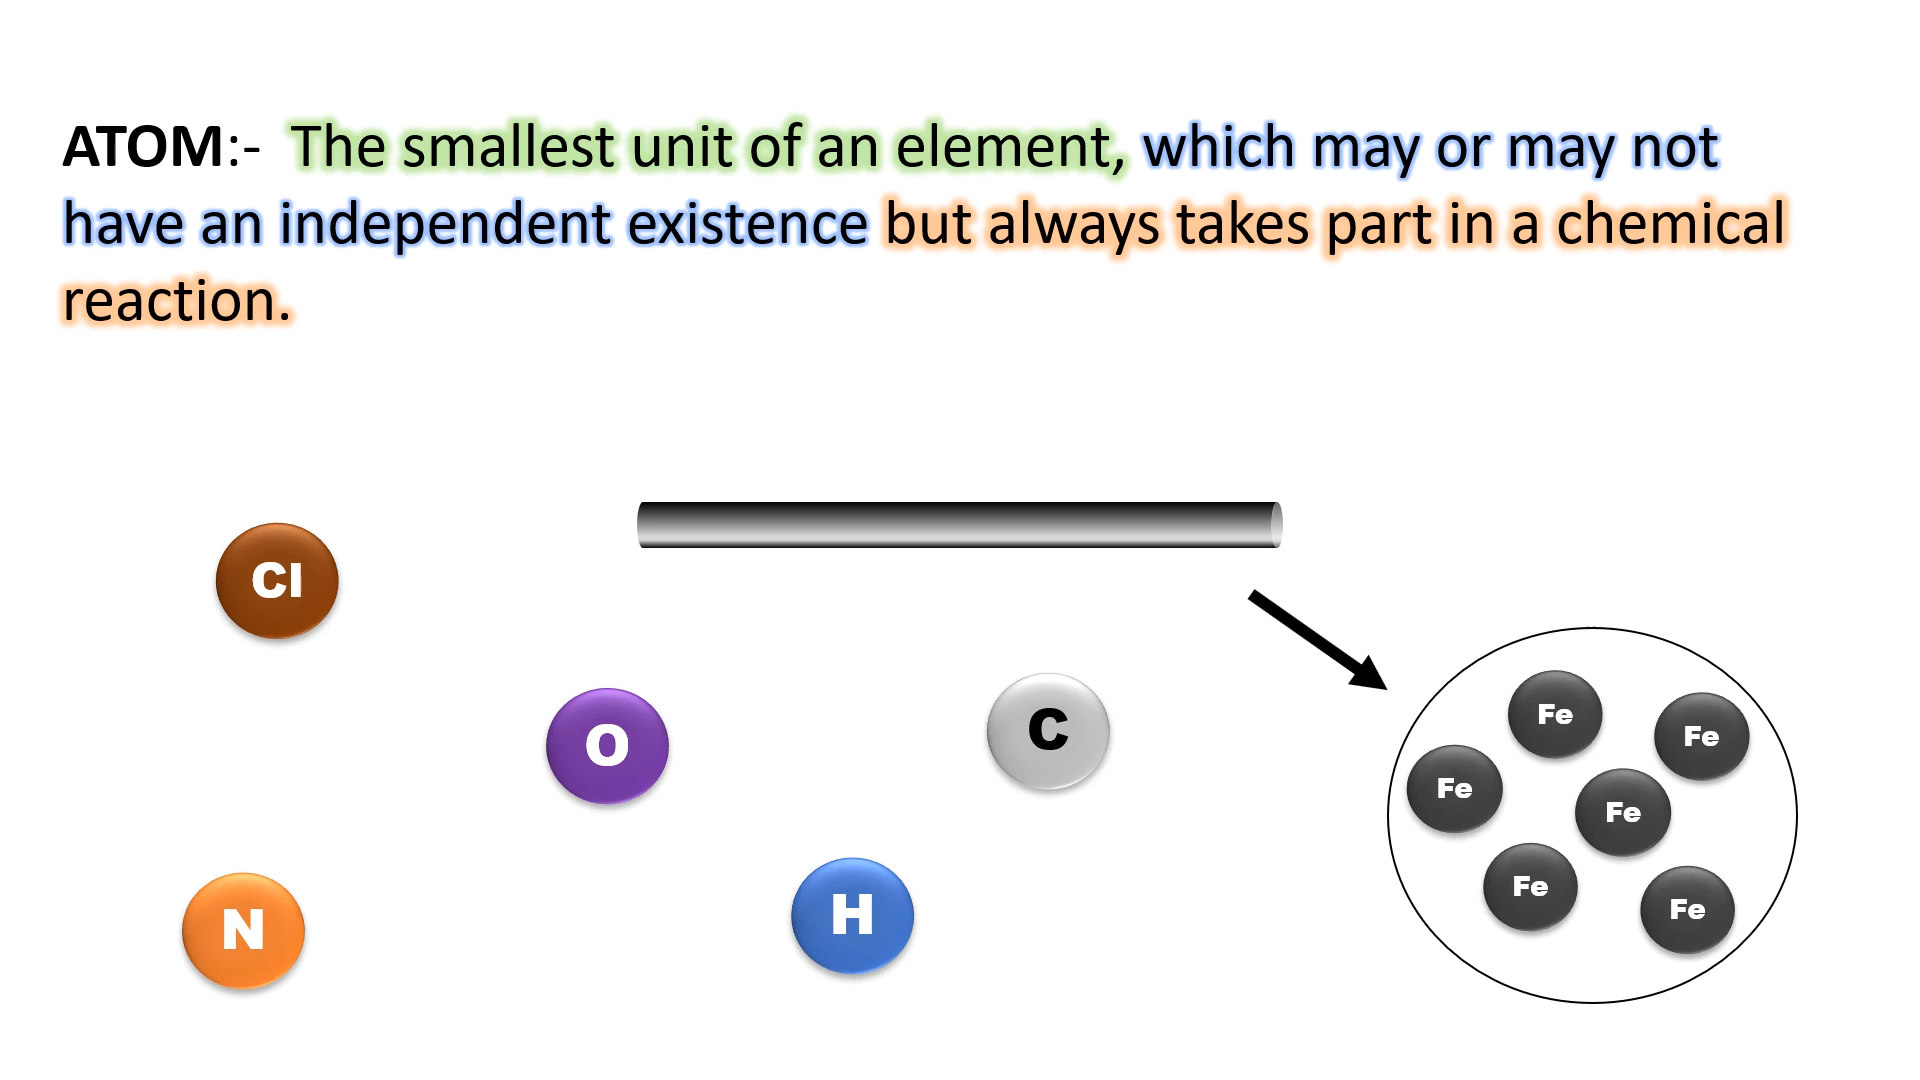 ATOM:- The smallest unit of an element, which may or may not
have an independent existence but always takes part in a chemical
reaction.
Cl
O
C
N
H
Fe
Fe
Fe
Fe
Fe
Fe